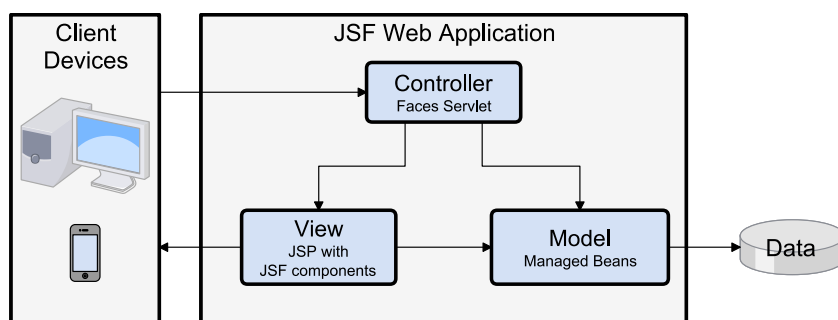 Client
Devices
JSF Web Application
Controller
Faces Servlet
View
JSP with
JSF components
Model
Managed Beans
Data